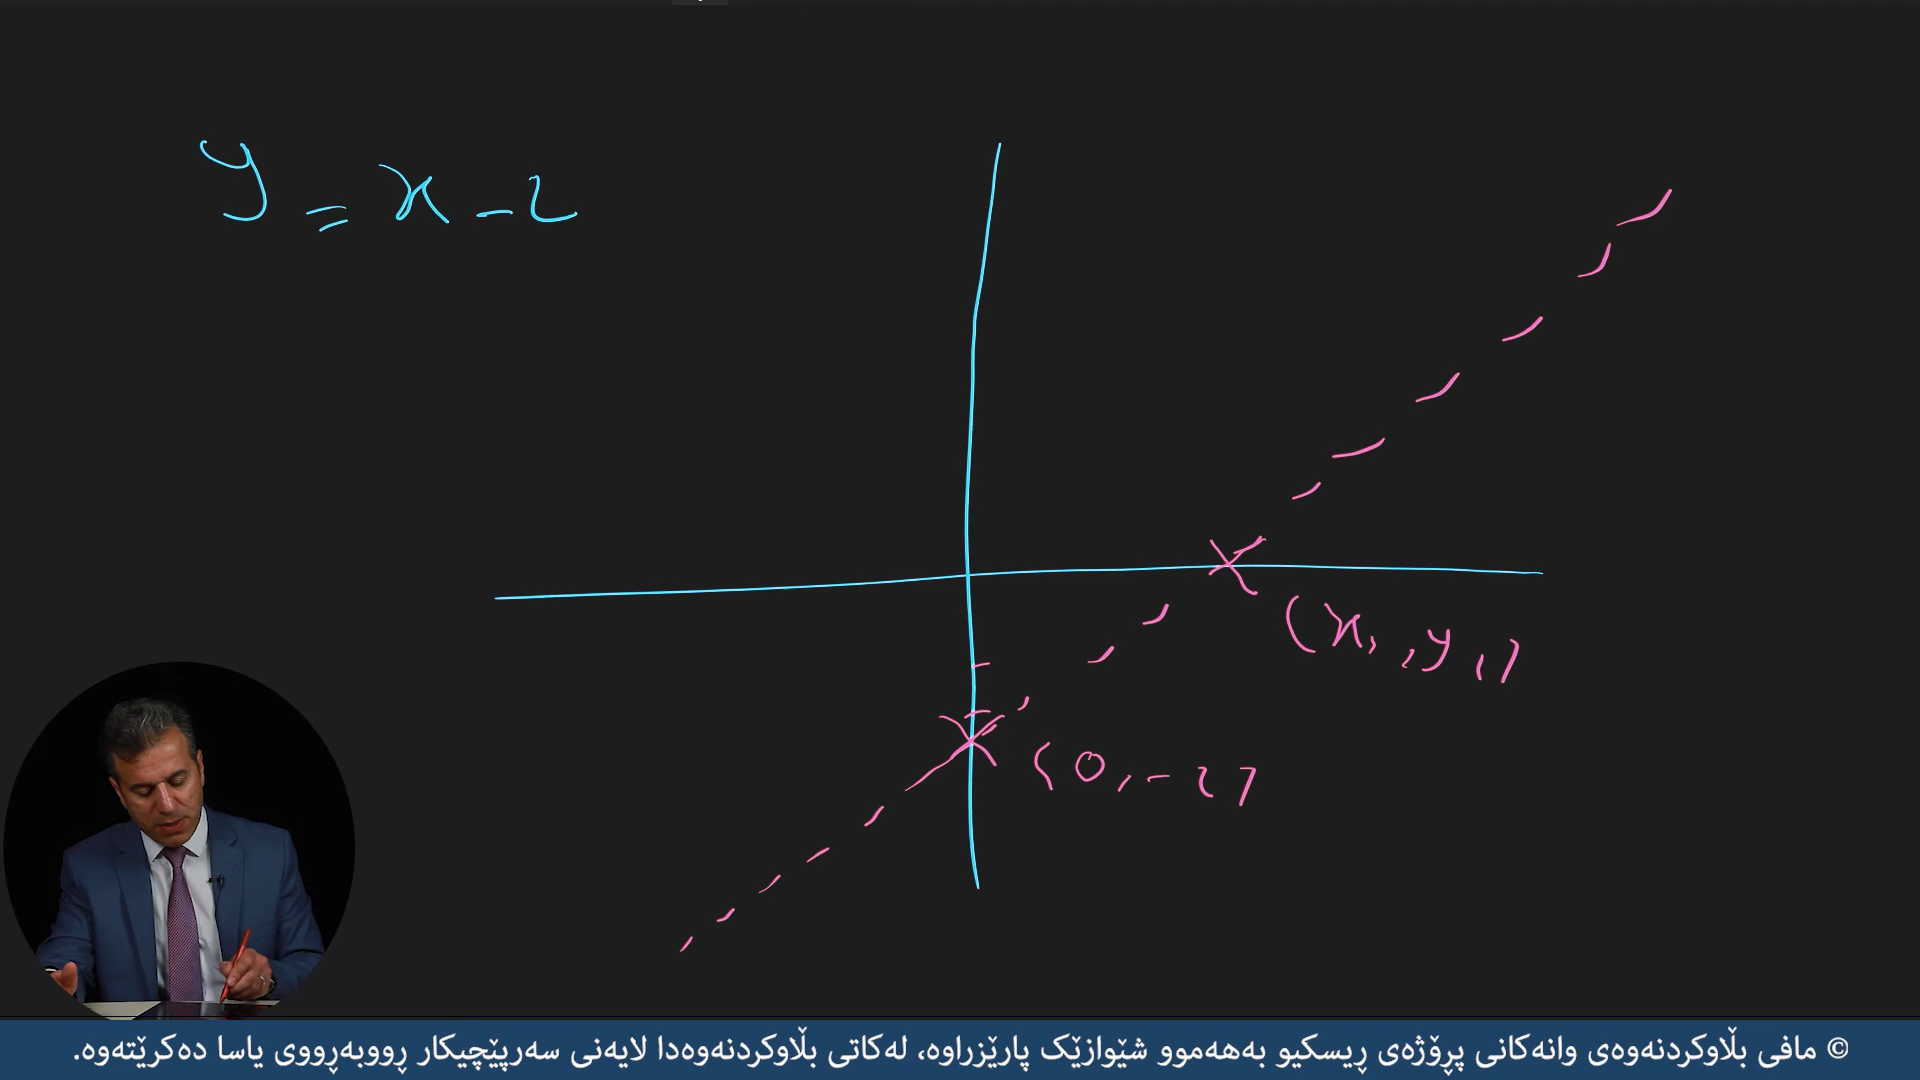 y = x - 2
(x₁, y₁)
(0, -2)
© مافی بڵاوکردنەوەی وانەکانی پڕۆژەی ڕیسکیو بەهەموو شێوازێک پارێزراوە، لەکاتی بڵاوکردنەوەدا لایەنی سەرپێچیکار ڕووبەڕووی یاسا دەکرێتەوە.